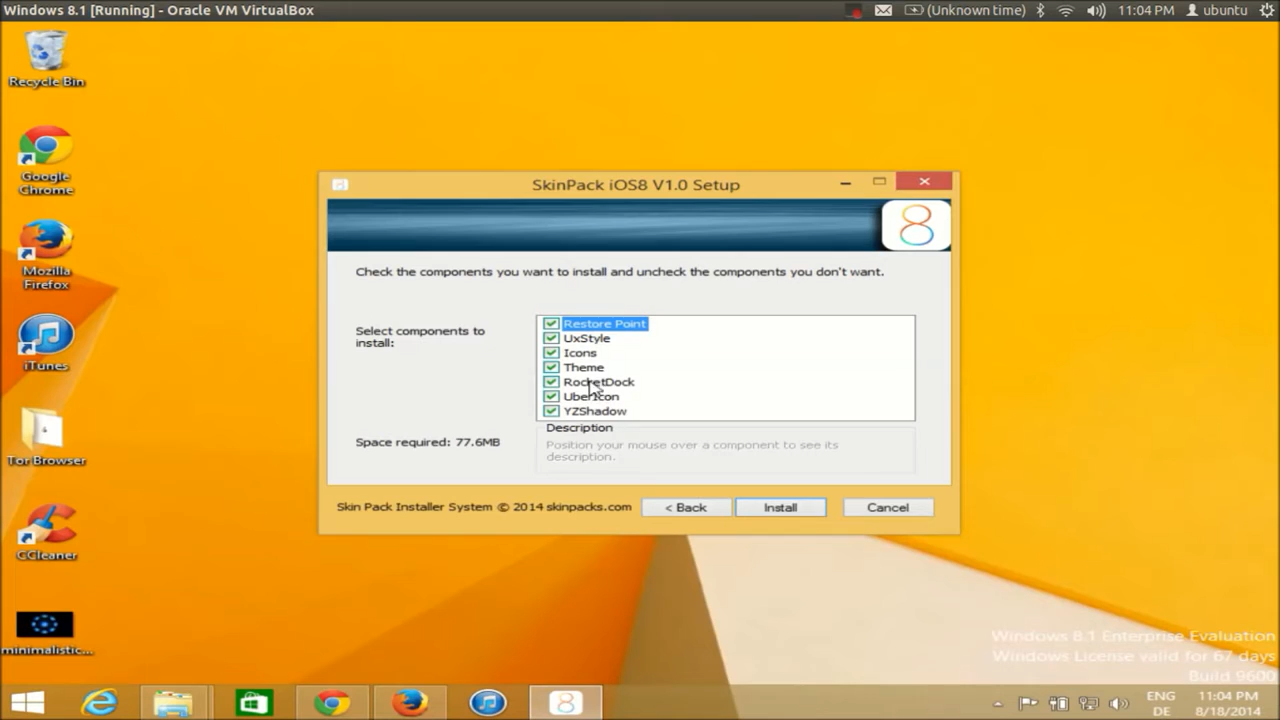 Windows 8.1 [Running] - Oracle VM VirtualBox
(Unknown time)
11:04 PM
ubuntu
Recycle Bin
Google
Chrome
Mozilla
Firefox
iTunes
Tor Browser
CCleaner
minimalistic...
SkinPack iOS8 V1.0 Setup
8
Check the components you want to install and uncheck the components you don't want.
Select components to
install:
Restore Point
UxStyle
Icons
Theme
RocketDock
UberIcon
YZShadow
Space required: 77.6MB
Description
Position your mouse over a component to see its
description.
Skin Pack Installer System © 2014 skinpacks.com
< Back
Install
Cancel
Windows 8.1 Enterprise Evaluation
Windows License valid for 67 days
Build 9600
8
ENG
DE
11:04 PM
8/18/2014